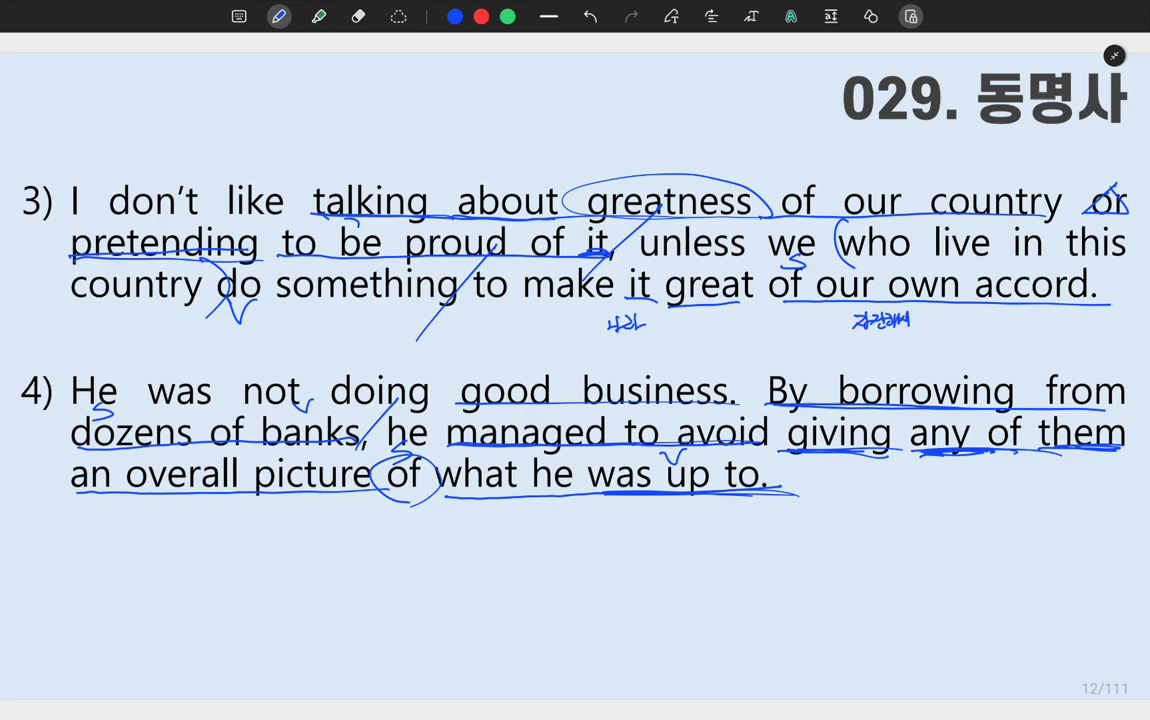 029. 동명사
3) I don't like talking about greatness of our country or
pretending to be proud of it, unless we who live in this
country do something to make it great of our own accord.
나라
4) He was not doing good business. By borrowing from
dozens of banks, he managed to avoid giving any of them
an overall picture of what he was up to.
12/111